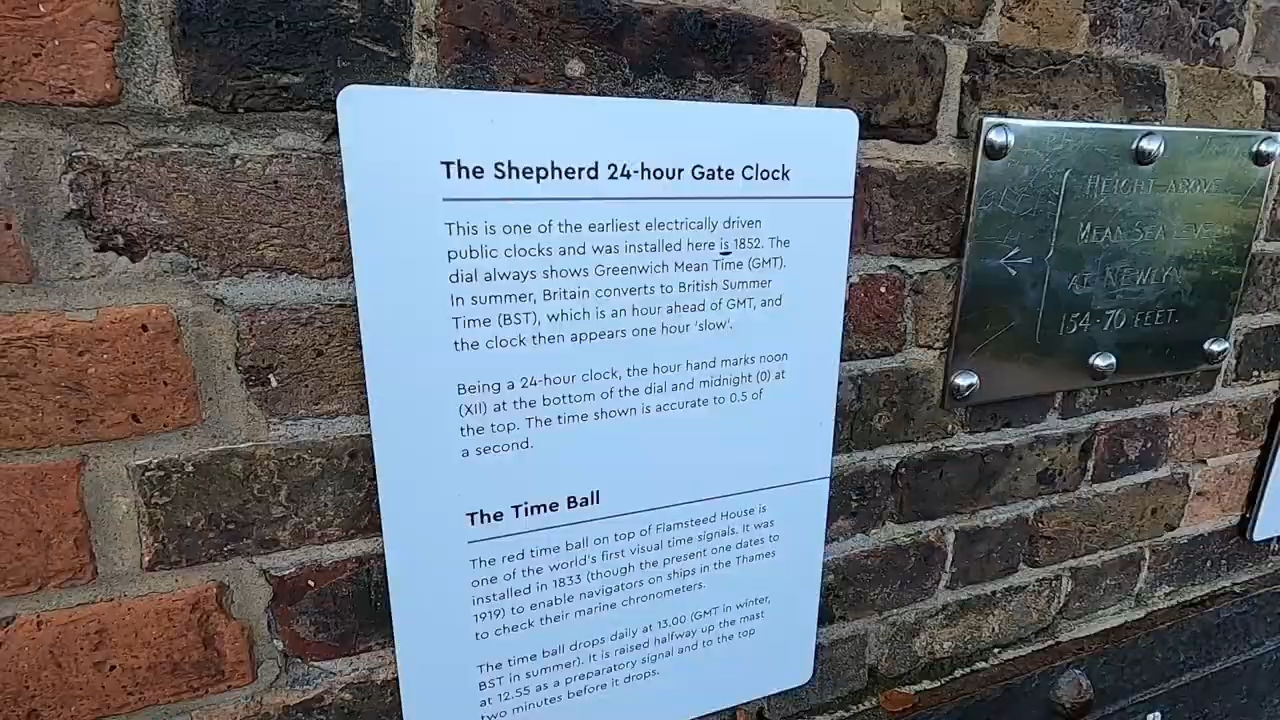 The Shepherd 24-hour Gate Clock
This is one of the earliest electrically driven
public clocks and was installed here is 1852. The
dial always shows Greenwich Mean Time (GMT).
In summer, Britain converts to British Summer
Time (BST), which is an hour ahead of GMT, and
the clock then appears one hour 'slow'.
Being a 24-hour clock, the hour hand marks noon
(XII) at the bottom of the dial and midnight (0) at
the top. The time shown is accurate to 0.5 of
a second.
The Time Ball
The red time ball on top of Flamsteed House is
one of the world's first visual time signals. It was
installed in 1833 (though the present one dates to
1919) to enable navigators on ships in the Thames
to check their marine chronometers.
The time ball drops daily at 13.00 (GMT in winter,
BST in summer). It is raised halfway up the mast
at 12.55 as a preparatory signal and to the top
two minutes before it drops.
HEIGHT ABOVE
MEAN SEA LEVEL
AT NEWLYN
154·70 FEET.